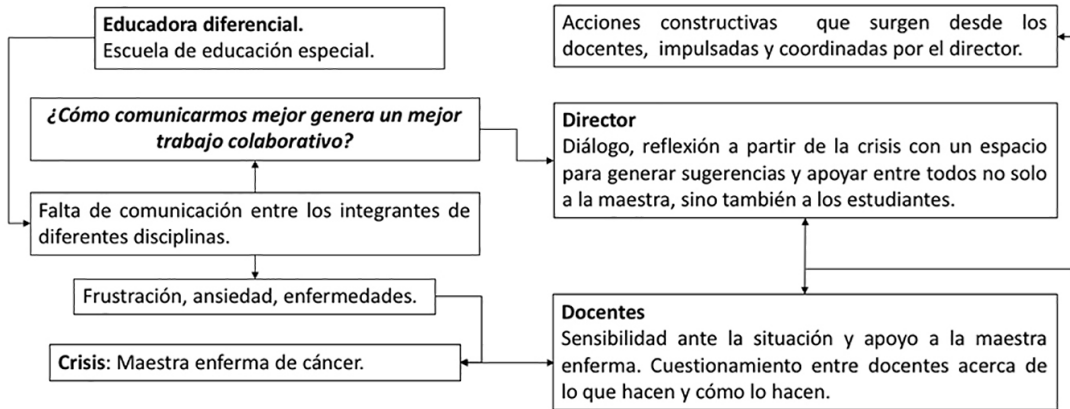 Educadora diferencial.
Escuela de educación especial.
¿Cómo comunicarmos mejor genera un mejor
trabajo colaborativo?
Falta de comunicación entre los integrantes de
diferentes disciplinas.
Frustración, ansiedad, enfermedades.
Crisis: Maestra enferma de cáncer.
Acciones constructivas que surgen desde los
docentes, impulsadas y coordinadas por el director.
Director
Diálogo, reflexión a partir de la crisis con un espacio
para generar sugerencias y apoyar entre todos no solo
a la maestra, sino también a los estudiantes.
Docentes
Sensibilidad ante la situación y apoyo a la maestra
enferma. Cuestionamiento entre docentes acerca de
lo que hacen y cómo lo hacen.